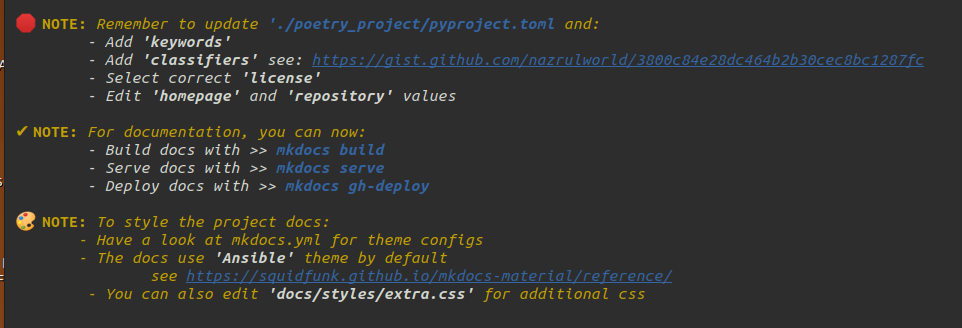 🛑 NOTE: Remember to update './poetry_project/pyproject.toml and:
- Add 'keywords'
- Add 'classifiers' see: https://gist.github.com/nazrulworld/3800c84e28dc464b2b30cec8bc1287fc
- Select correct 'license'
- Edit 'homepage' and 'repository' values
✔ NOTE: For documentation, you can now:
- Build docs with >> mkdocs build
- Serve docs with >> mkdocs serve
- Deploy docs with >> mkdocs gh-deploy
🎨 NOTE: To style the project docs:
- Have a look at mkdocs.yml for theme configs
- The docs use 'Ansible' theme by default
see https://squidfunk.github.io/mkdocs-material/reference/
- You can also edit 'docs/styles/extra.css' for additional css